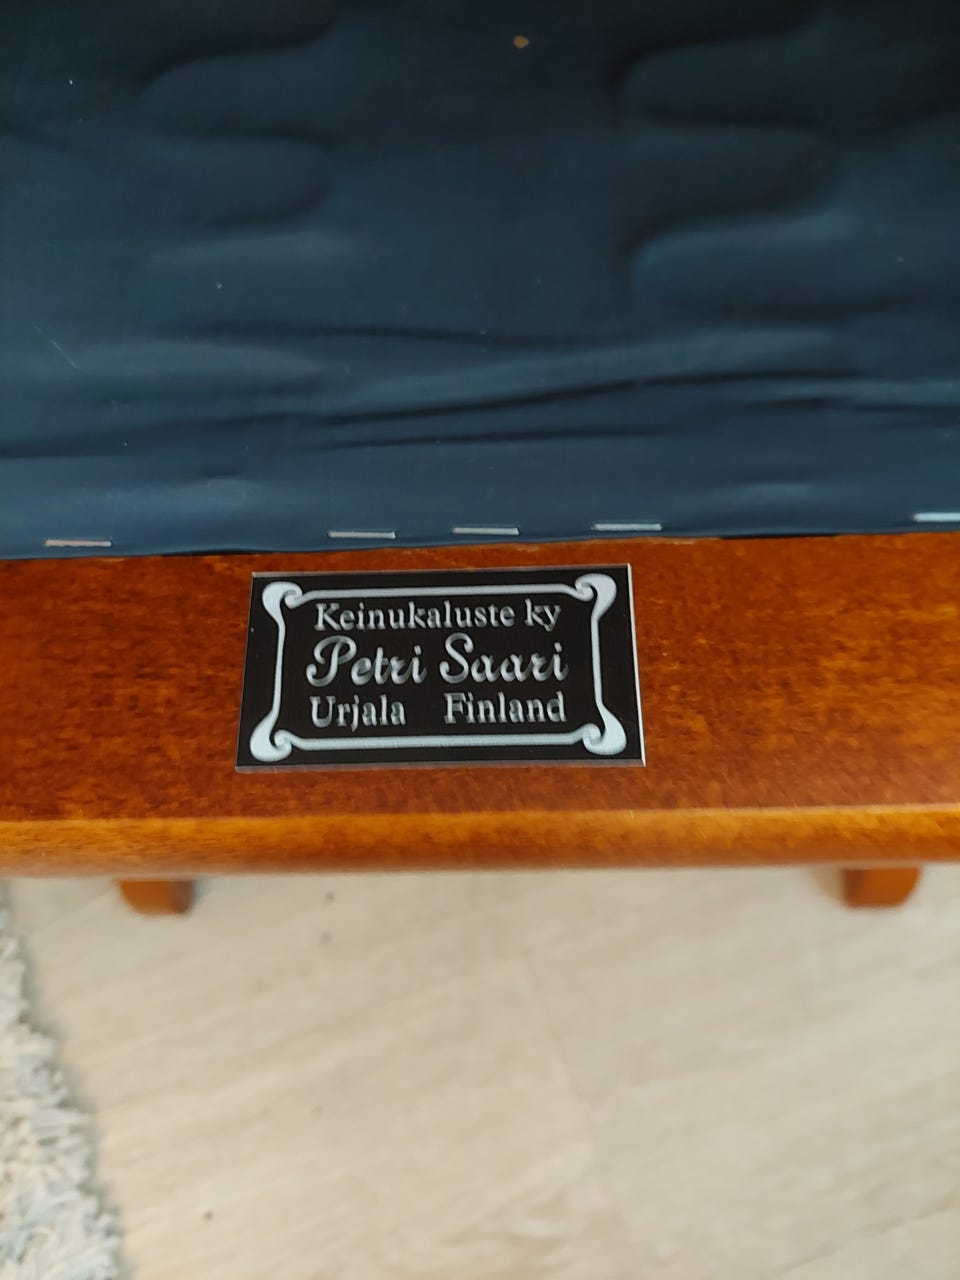 Keinukaluste ky
Petri Saari
Urjala Finland